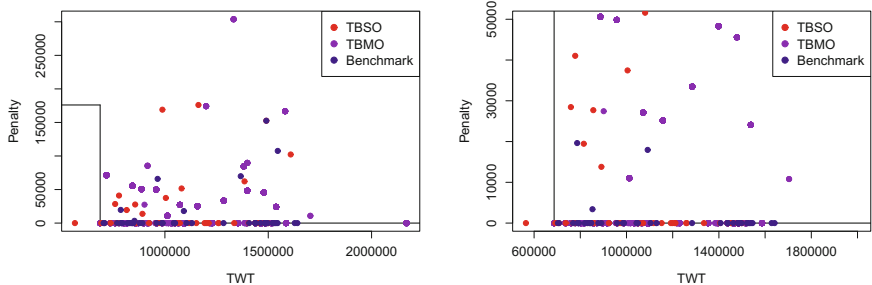 TBSO
TBMO
Benchmark
Penalty
0
50000
150000
250000
1000000
1500000
2000000
TWT
TBSO
TBMO
Benchmark
Penalty
0
10000
30000
50000
600000
1000000
1400000
1800000
TWT